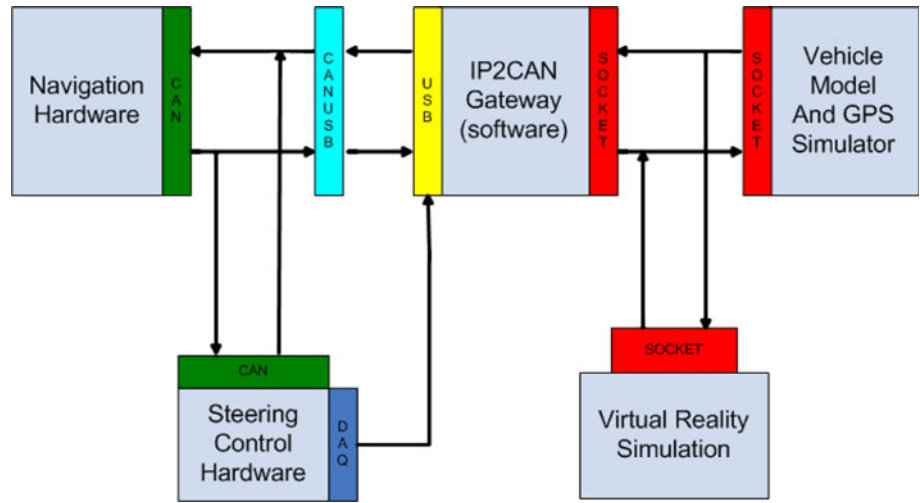 Navigation
Hardware
CAN
CANUSB
USB
IP2CAN
Gateway
(software)
SOCKET
SOCKET
Vehicle
Model
And GPS
Simulator
CAN
Steering
Control
Hardware
DAQ
SOCKET
Virtual Reality
Simulation